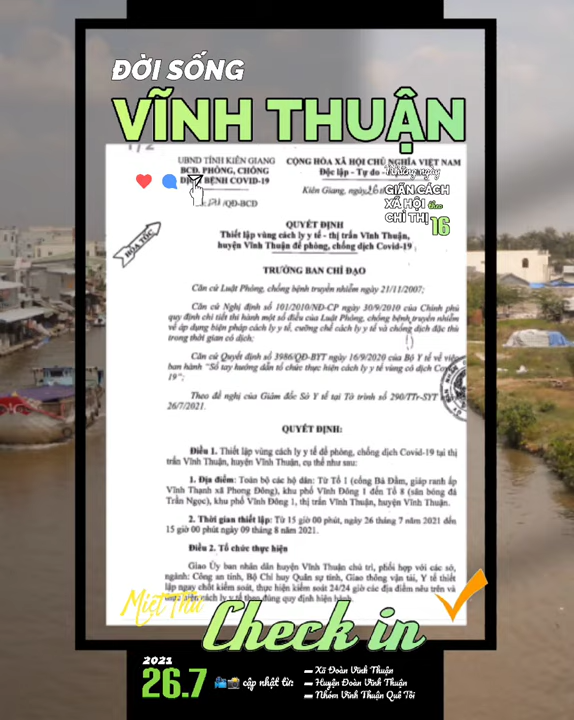 ĐỜI SỐNG
VĨNH THUẬN
UBND TỈNH KIÊN GIANG
BCĐ PHÒNG, CHỐNG
DỊCH BỆNH COVID-19
/QĐ-BCĐ
CỘNG HÒA XÃ HỘI CHỦ NGHĨA VIỆT NAM
Độc lập - Tự do -
Kiên Giang, ngày 26
Những ngày
GIÃN CÁCH
XÃ HỘI theo
CHỈ THỊ 16
HỎA TỐC
QUYẾT ĐỊNH
Thiết lập vùng cách ly y tế - thị trấn Vĩnh Thuận,
huyện Vĩnh Thuận để phòng, chống dịch Covid-19
TRƯỞNG BAN CHỈ ĐẠO
Căn cứ Luật Phòng, chống bệnh truyền nhiễm ngày 21/11/2007;
Căn cứ Nghị định số 101/2010/NĐ-CP ngày 30/9/2010 của Chính phủ
quy định chi tiết thi hành một số điều của Luật Phòng, chống bệnh truyền nhiễm
về áp dụng biện pháp cách ly y tế, cưỡng chế cách ly y tế và chống dịch đặc thù
trong thời gian có dịch;
Căn cứ Quyết định số 3986/QĐ-BYT ngày 16/9/2020 của Bộ Y tế về việc
ban hành "Sổ tay hướng dẫn tổ chức thực hiện cách ly y tế vùng có dịch Covid-
19";
Theo đề nghị của Giám đốc Sở Y tế tại Tờ trình số 290/TTr-SYT
26/7/2021.
QUYẾT ĐỊNH:
Điều 1. Thiết lập vùng cách ly y tế để phòng, chống dịch Covid-19 tại thị
trấn Vĩnh Thuận, huyện Vĩnh Thuận, cụ thể như sau:
1. Địa điểm: Toàn bộ các hộ dân: Từ Tổ 1 (cống Bà Đầm, giáp ranh ấp
Vĩnh Thạnh xã Phong Đông), khu phố Vĩnh Đông 1 đến Tổ 8 (sân bóng đá
Trần Ngọc), khu phố Vĩnh Đông 1, thị trấn Vĩnh Thuận, huyện Vĩnh Thuận.
2. Thời gian thiết lập: Từ 15 giờ 00 phút, ngày 26 tháng 7 năm 2021 đến
15 giờ 00 phút ngày 09 tháng 8 năm 2021.
Điều 2. Tổ chức thực hiện
Giao Ủy ban nhân dân huyện Vĩnh Thuận chủ trì, phối hợp với các sở,
ngành: Công an tỉnh, Bộ Chỉ huy Quân sự tỉnh, Giao thông vận tải, Y tế thiết
lập ngay chốt kiểm soát, thực hiện kiểm soát 24/24 giờ các địa điểm nêu trên và
thực hiện cách ly y tế theo đúng quy định hiện hành.
Miệt Thứ
Check in
2021
26.7
cập nhật từ:
Xã Đoàn Vĩnh Thuận
Huyện Đoàn Vĩnh Thuận
Nhóm Vĩnh Thuận Quê Tôi